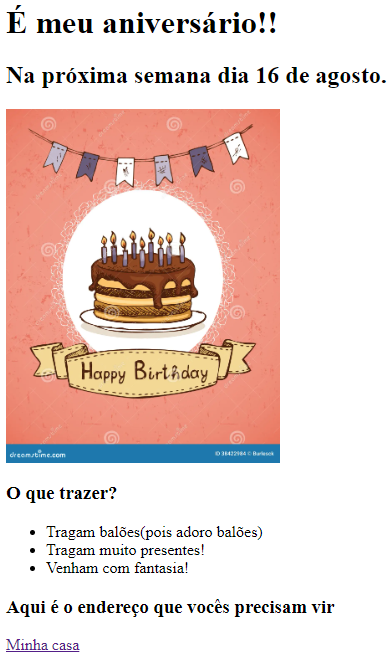 É meu aniversário!!
Na próxima semana dia 16 de agosto.
Happy Birthday
dreamstime.com
ID 38422984 © Barlesck
O que trazer?
Tragam balões(pois adoro balões)
Tragam muito presentes!
Venham com fantasia!
Aqui é o endereço que vocês precisam vir
Minha casa